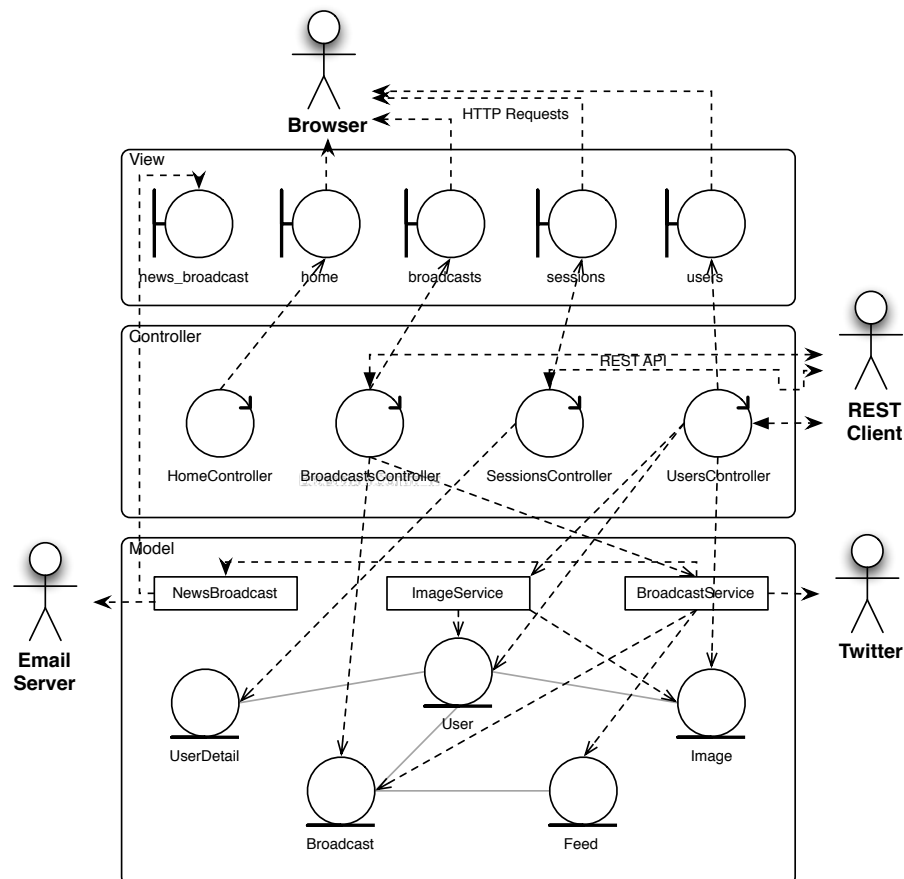 HTTP Requests
Browser
View
news_broadcast
home
broadcasts
sessions
users
Controller
REST API
REST
Client
HomeController
BroadcastsController
SessionsController
UsersController
Model
NewsBroadcast
ImageService
BroadcastService
Email
Server
Twitter
User
UserDetail
Image
Broadcast
Feed